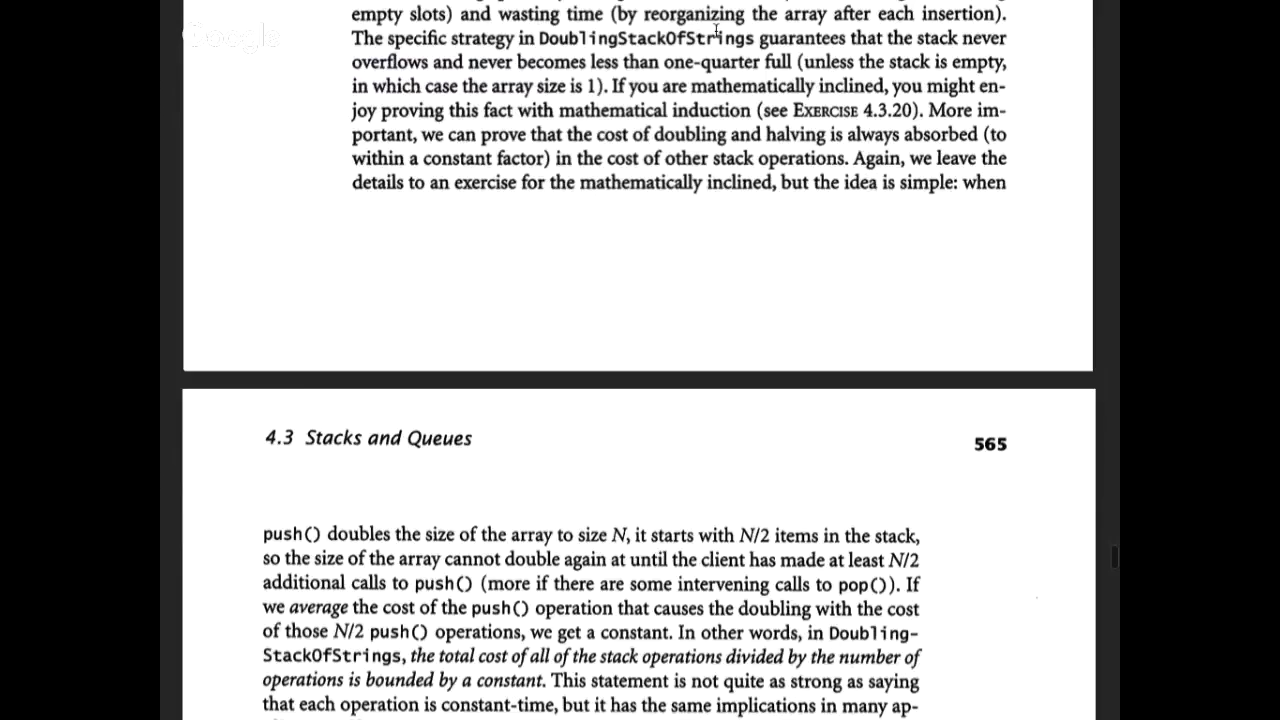 Google
empty slots) and wasting time (by reorganizing the array after each insertion).
The specific strategy in DoublingStackOfStrings guarantees that the stack never
overflows and never becomes less than one-quarter full (unless the stack is empty,
in which case the array size is 1). If you are mathematically inclined, you might en-
joy proving this fact with mathematical induction (see EXERCISE 4.3.20). More im-
portant, we can prove that the cost of doubling and halving is always absorbed (to
within a constant factor) in the cost of other stack operations. Again, we leave the
details to an exercise for the mathematically inclined, but the idea is simple: when
4.3 Stacks and Queues
565
push() doubles the size of the array to size N, it starts with N/2 items in the stack,
so the size of the array cannot double again at until the client has made at least N/2
additional calls to push() (more if there are some intervening calls to pop()). If
we average the cost of the push() operation that causes the doubling with the cost
of those N/2 push() operations, we get a constant. In other words, in Doubling-
StackOfStrings, the total cost of all of the stack operations divided by the number of
operations is bounded by a constant. This statement is not quite as strong as saying
that each operation is constant-time, but it has the same implications in many ap-